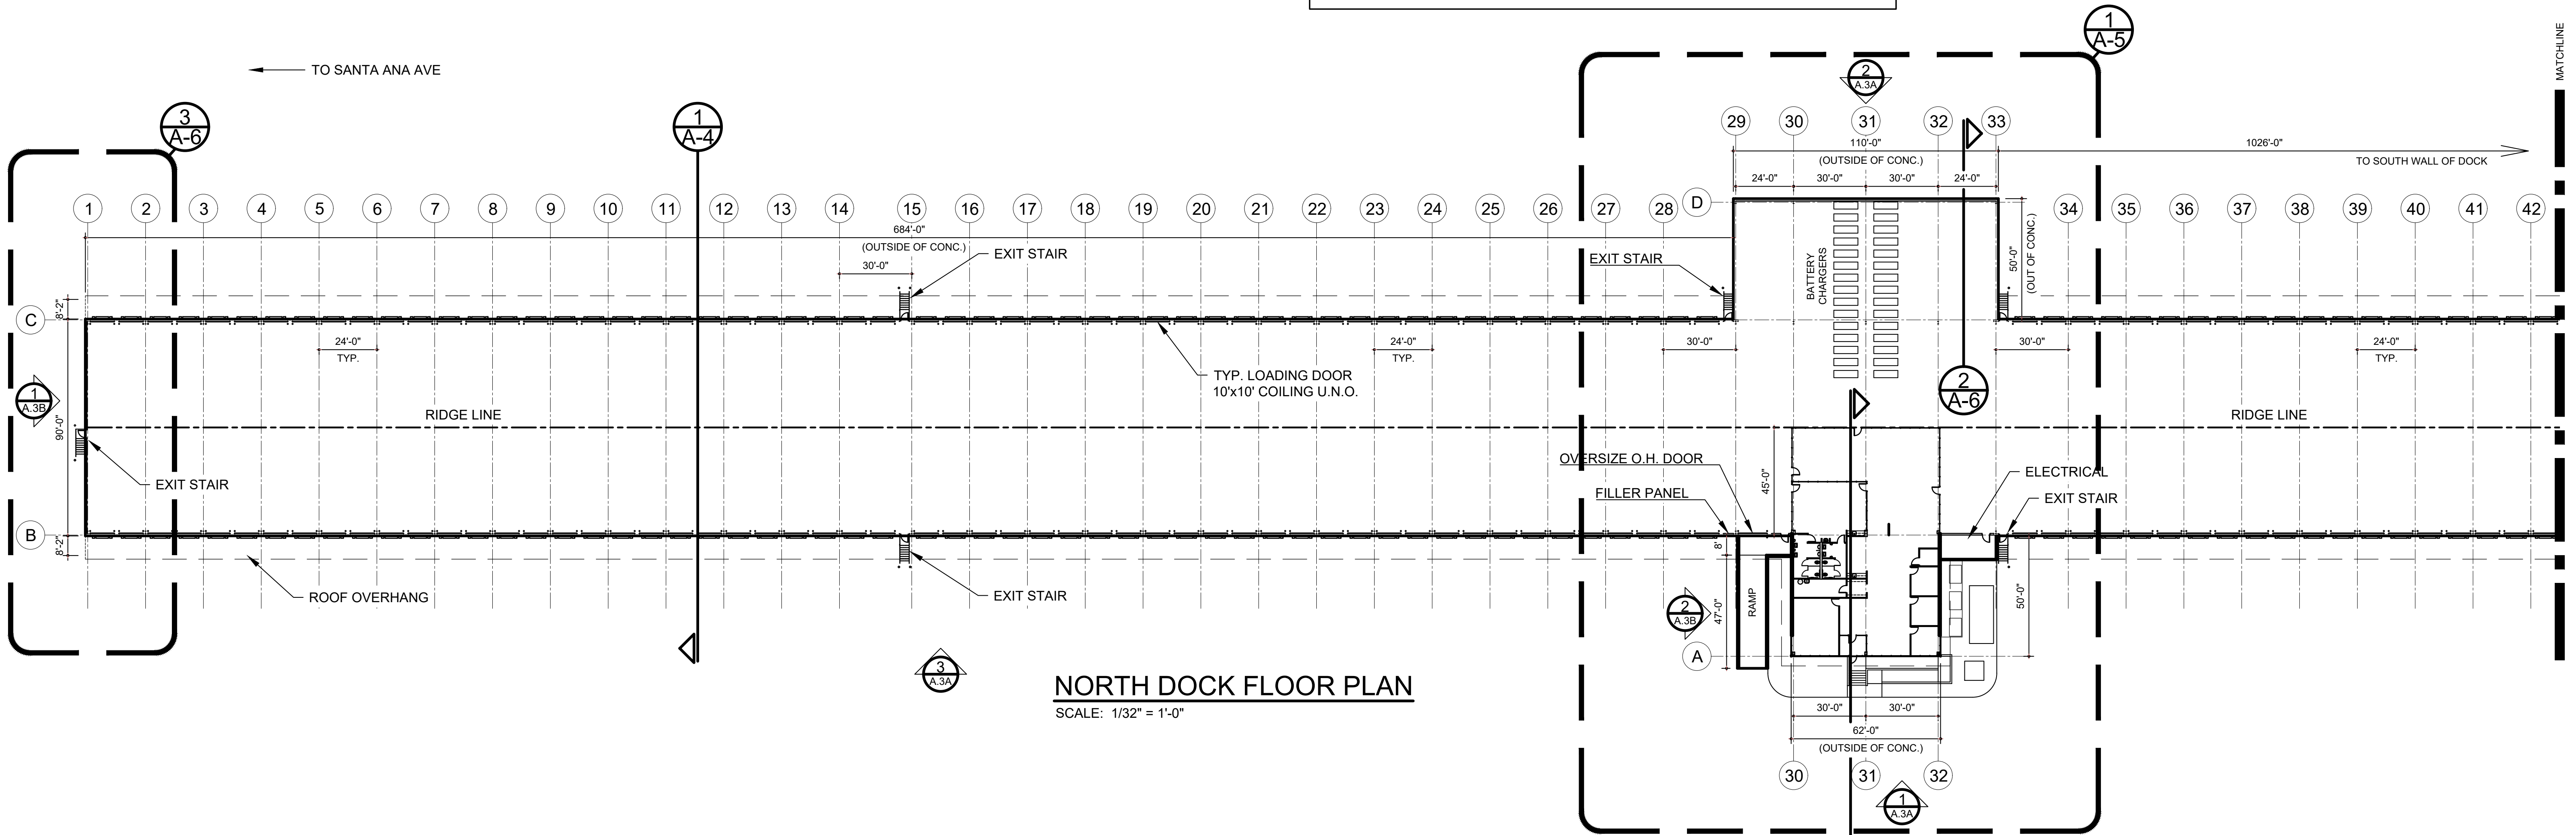 1
A-5
MATCHLINE
TO SANTA ANA AVE
2
A.3A
3
A-6
1
A-4
29
30
31
32
33
110'-0"
(OUTSIDE OF CONC.)
1026'-0"
TO SOUTH WALL OF DOCK
24'-0"
30'-0"
30'-0"
24'-0"
1
2
3
4
5
6
7
8
9
10
11
12
13
14
15
16
17
18
19
20
21
22
23
24
25
26
27
28
D
34
35
36
37
38
39
40
41
42
684'-0"
(OUTSIDE OF CONC.)
30'-0"
EXIT STAIR
EXIT STAIR
BATTERY
CHARGERS
50'-0"
(OUT OF CONC.)
8'-2"
C
24'-0"
TYP.
24'-0"
TYP.
30'-0"
30'-0"
24'-0"
TYP.
TYP. LOADING DOOR
10'x10' COILING U.N.O.
2
A-6
1
A.3B
90'-0"
RIDGE LINE
RIDGE LINE
OVERSIZE O.H. DOOR
45'-0"
ELECTRICAL
EXIT STAIR
FILLER PANEL
EXIT STAIR
B
8'-2"
8'
ROOF OVERHANG
EXIT STAIR
2
A.3B
47'-0"
RAMP
50'-0"
A
3
A.3A
NORTH DOCK FLOOR PLAN
SCALE: 1/32" = 1'-0"
30'-0"
30'-0"
62'-0"
(OUTSIDE OF CONC.)
30
31
32
1
A.3A